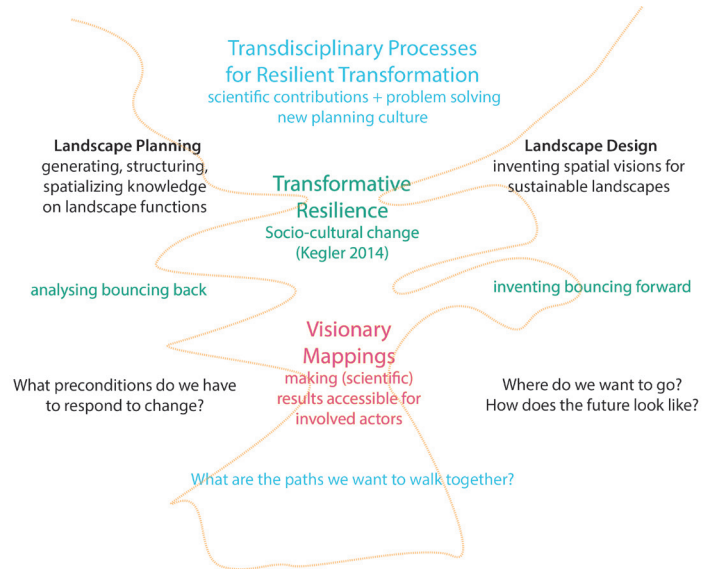 Transdisciplinary Processes
for Resilient Transformation
scientific contributions + problem solving
new planning culture
Landscape Planning
generating, structuring,
spatializing knowledge
on landscape functions
Landscape Design
inventing spatial visions for
sustainable landscapes
Transformative
Resilience
Socio-cultural change
(Kegler 2014)
analysing bouncing back
inventing bouncing forward
Visionary
Mappings
making (scientific)
results accessible for
involved actors
What preconditions do we have
to respond to change?
Where do we want to go?
How does the future look like?
What are the paths we want to walk together?